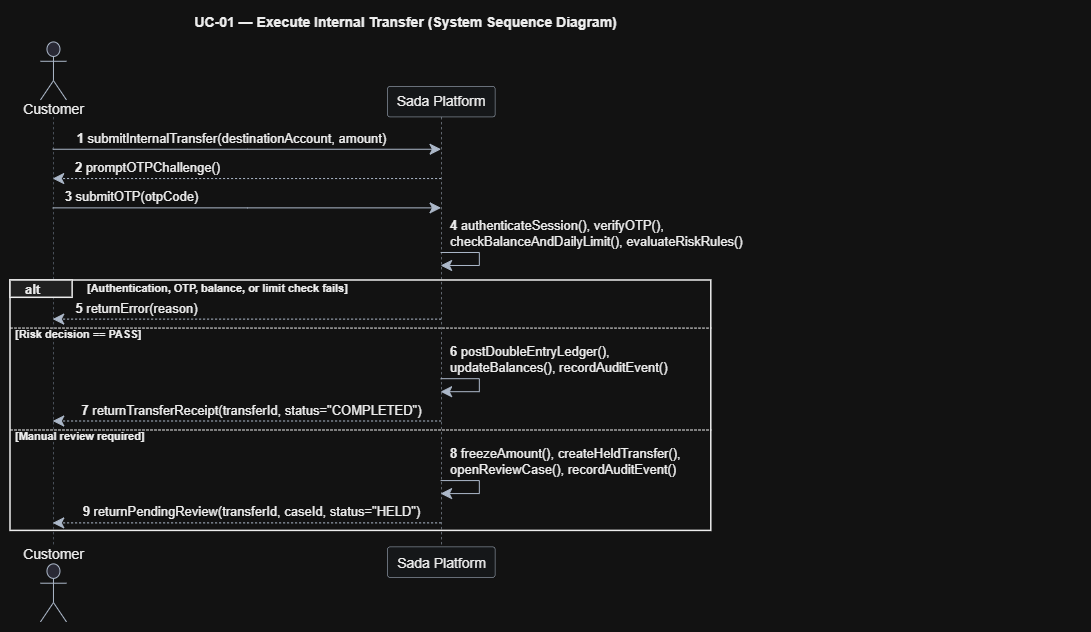 UC-01 — Execute Internal Transfer (System Sequence Diagram)
Customer
Sada Platform
1 submitInternalTransfer(destinationAccount, amount)
2 promptOTPChallenge()
3 submitOTP(otpCode)
4 authenticateSession(), verifyOTP(),
checkBalanceAndDailyLimit(), evaluateRiskRules()
alt
[Authentication, OTP, balance, or limit check fails]
5 returnError(reason)
[Risk decision == PASS]
6 postDoubleEntryLedger(),
updateBalances(), recordAuditEvent()
7 returnTransferReceipt(transferId, status="COMPLETED")
[Manual review required]
8 freezeAmount(), createHeldTransfer(),
openReviewCase(), recordAuditEvent()
9 returnPendingReview(transferId, caseId, status="HELD")
Customer
Sada Platform